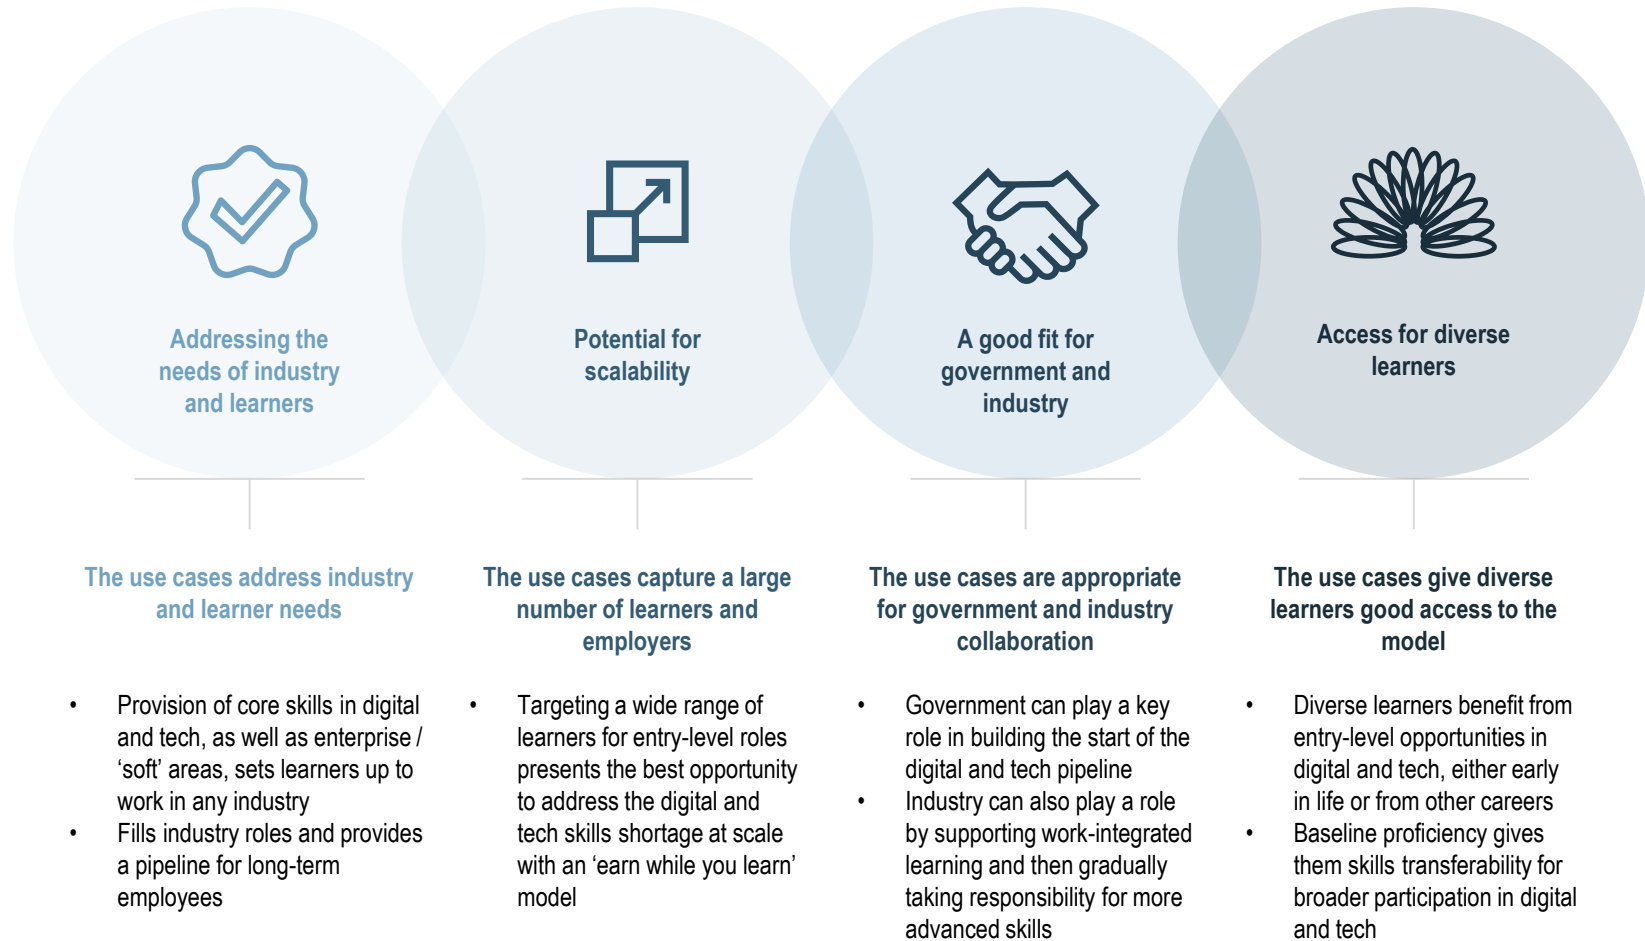 Addressing the
needs of industry
and learners
Potential for
scalability
A good fit for
government and
industry
Access for diverse
learners
The use cases address industry
and learner needs
• Provision of core skills in digital
and tech, as well as enterprise /
‘soft’ areas, sets learners up to
work in any industry
• Fills industry roles and provides
a pipeline for long-term
employees
The use cases capture a large
number of learners and
employers
• Targeting a wide range of
learners for entry-level roles
presents the best opportunity
to address the digital and
tech skills shortage at scale
with an ‘earn while you learn’
model
The use cases are appropriate
for government and industry
collaboration
• Government can play a key
role in building the start of the
digital and tech pipeline
• Industry can also play a role
by supporting work-integrated
learning and then gradually
taking responsibility for more
advanced skills
The use cases give diverse
learners good access to the
model
• Diverse learners benefit from
entry-level opportunities in
digital and tech, either early
in life or from other careers
• Baseline proficiency gives
them skills transferability for
broader participation in digital
and tech